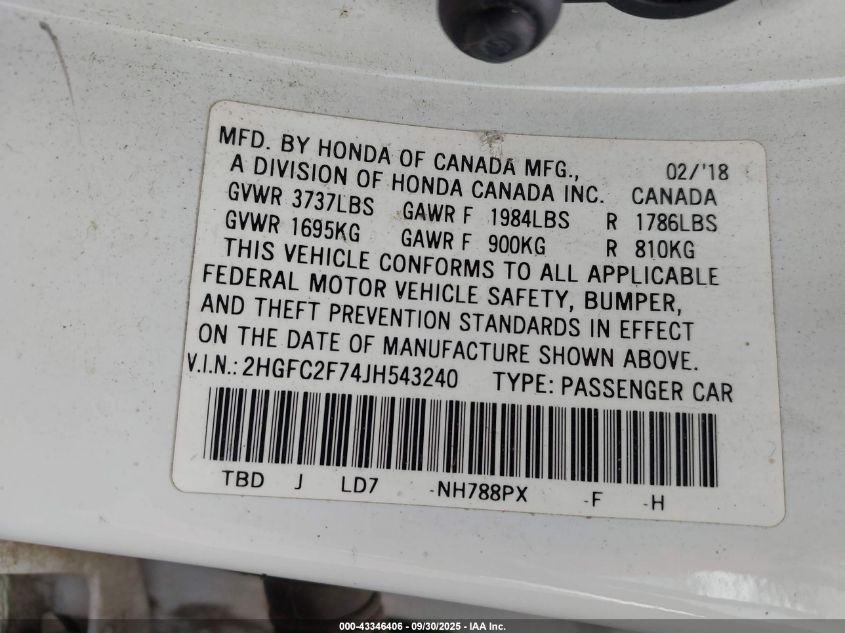 MFD. BY HONDA OF CANADA MFG., 02/'18
A DIVISION OF HONDA CANADA INC. CANADA
GVWR 3737LBS GAWR F 1984LBS R 1786LBS
GVWR 1695KG GAWR F 900KG R 810KG
THIS VEHICLE CONFORMS TO ALL APPLICABLE
FEDERAL MOTOR VEHICLE SAFETY, BUMPER,
AND THEFT PREVENTION STANDARDS IN EFFECT
ON THE DATE OF MANUFACTURE SHOWN ABOVE.
V.I.N.: 2HGFC2F74JH543240 TYPE: PASSENGER CAR
TBD J LD7 -NH788PX -F -H
000-43346406 - 09/30/2025 - IAA Inc.